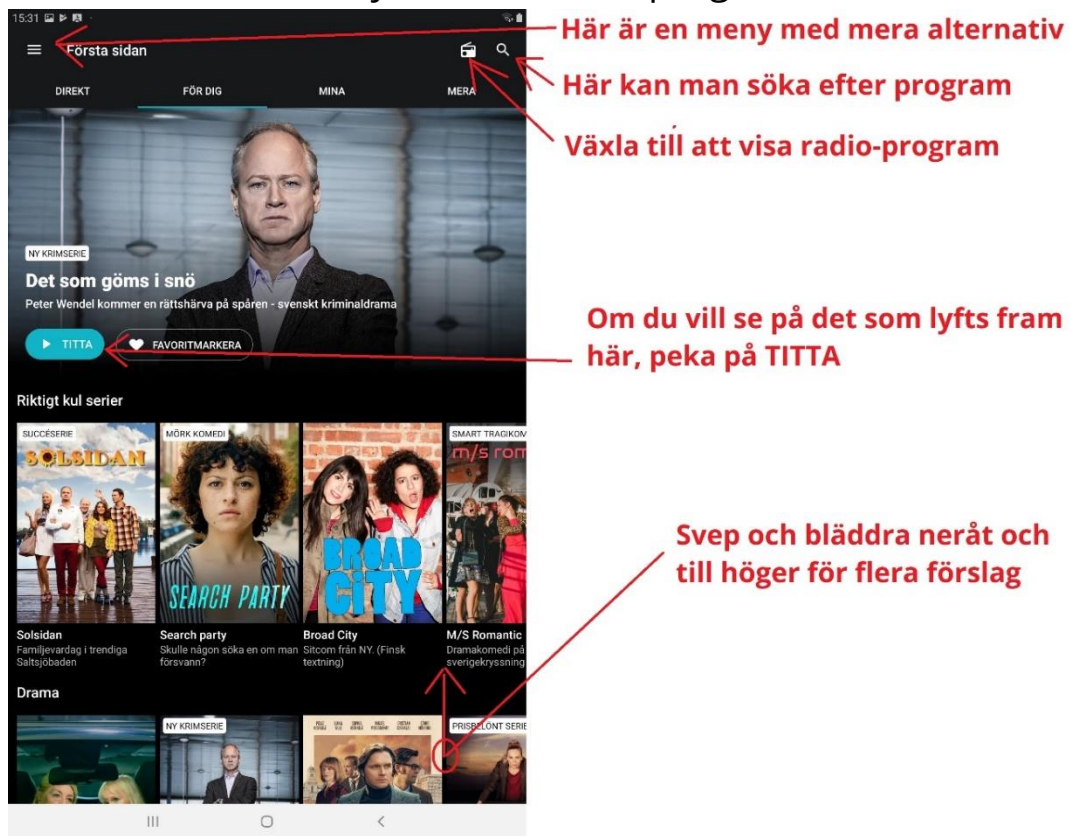 15:31
Första sidan
Här är en meny med mera alternativ
Här kan man söka efter program
Växla till att visa radio-program
DIREKT
FÖR DIG
MINA
MERA
NY KRIMSERIE
Det som göms i snö
Peter Wendel kommer en rättshärva på spåren - svenskt kriminaldrama
TITTA
FAVORITMARKERA
Om du vill se på det som lyfts fram
här, peka på TITTA
Riktigt kul serier
SUCCÉSERIE
SOLSIDAN
MÖRK KOMEDI
SEARCH PARTY
BROAD
CITY
SMART TRAGIKOM
m/s rom
Solsidan
Familjevardag i trendiga
Saltsjöbaden
Search party
Skulle någon söka en om man
försvann?
Broad City
Sitcom från NY. (Finsk
textning)
M/S Romantic
Dramakomedi på
sverigekryssning
Svep och bläddra neråt och
till höger för flera förslag
Drama
NY KRIMSERIE
PRISBELÖNT SERIE